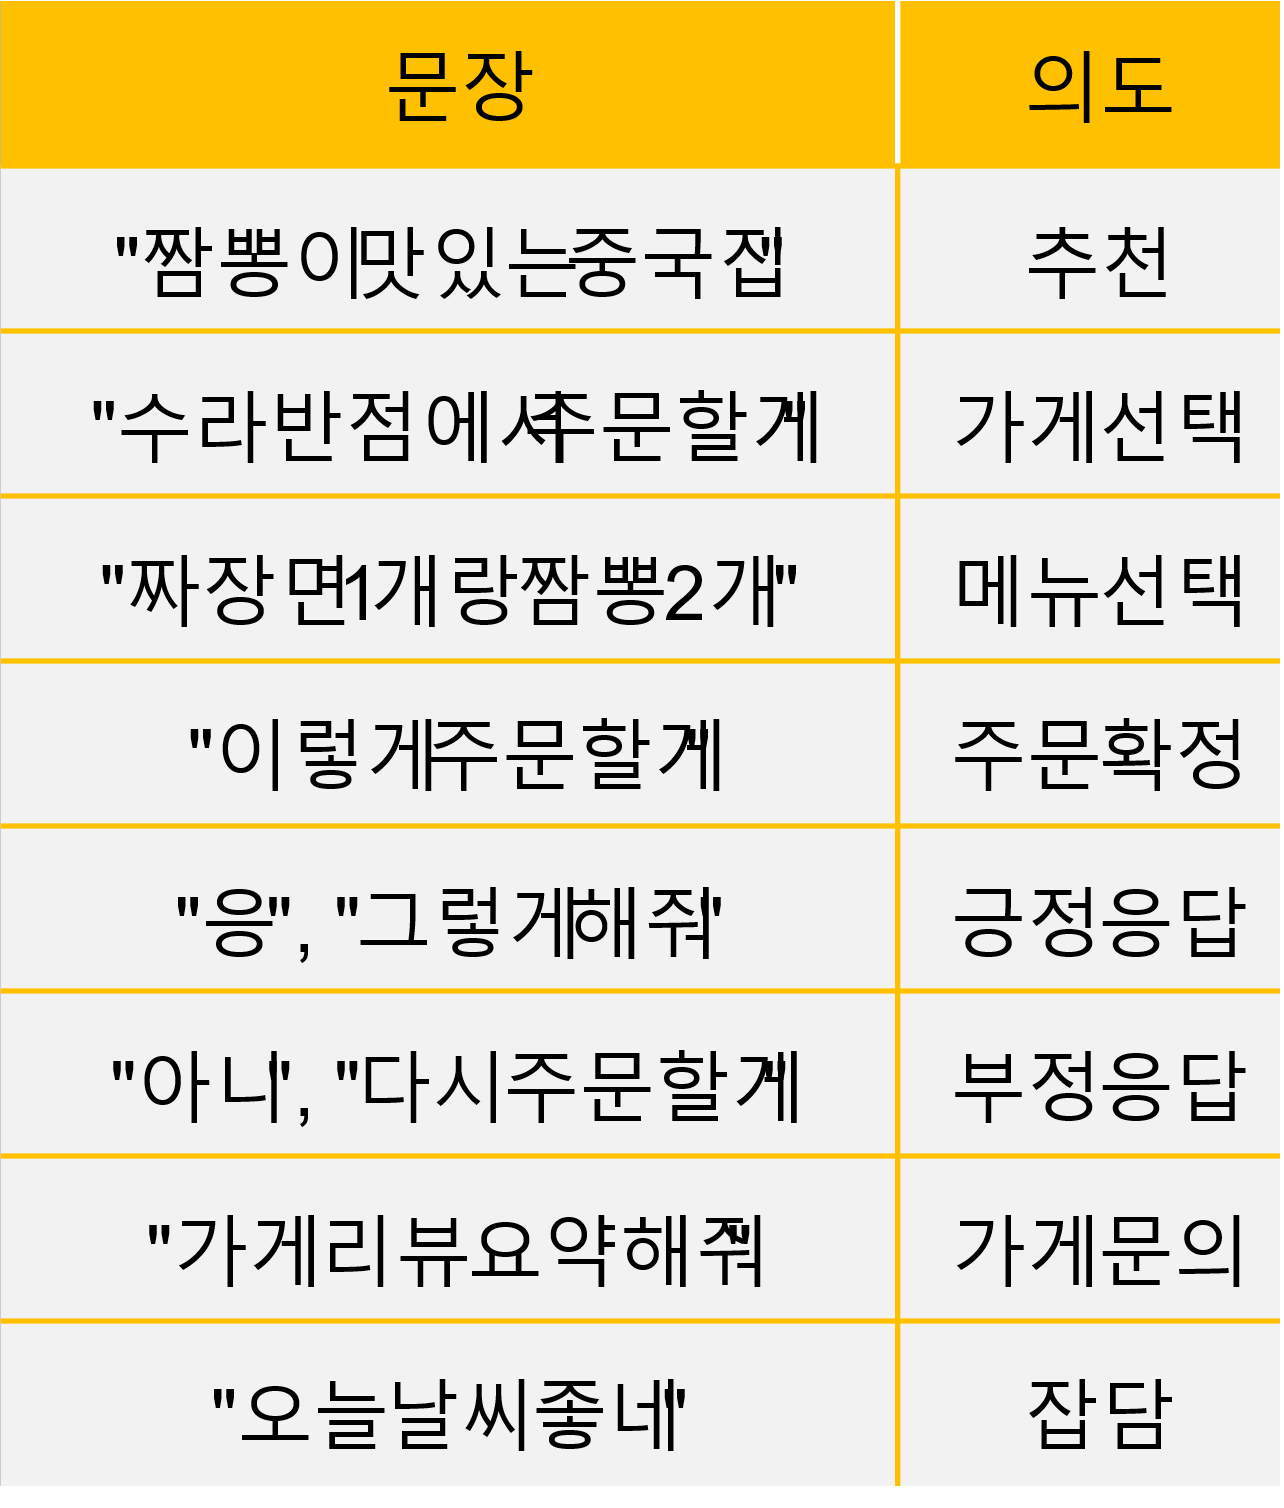 문장 의도
"짬뽕이 맛있는 중국집" 추천
"수라반점에서 주문할게" 가게선택
"짜장면 1개랑 짬뽕 2개" 메뉴선택
"이렇게 주문할게" 주문확정
"응", "그렇게 해줘" 긍정응답
"아니", "다시 주문할게" 부정응답
"가게 리뷰 요약해줘" 가게문의
"오늘 날씨 좋네" 잡담